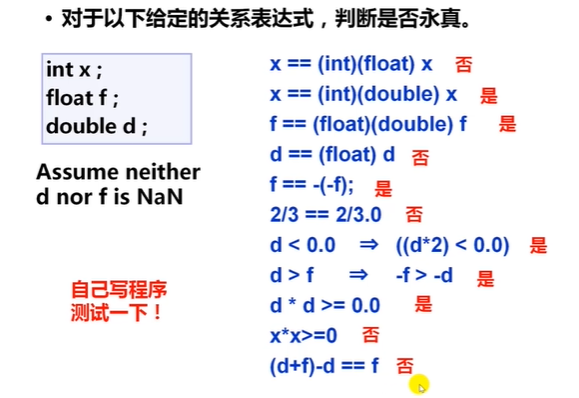 • 对于以下给定的关系表达式，判断是否永真。
int x ;
float f ;
double d ;
Assume neither
d nor f is NaN
自己写程序
测试一下！
x == (int)(float) x 否
x == (int)(double) x 是
f == (float)(double) f 是
d == (float) d 否
f == -(-f); 是
2/3 == 2/3.0 否
d < 0.0 ⇒ ((d*2) < 0.0) 是
d > f ⇒ -f > -d 是
d * d >= 0.0 是
x*x>=0 否
(d+f)-d == f 否